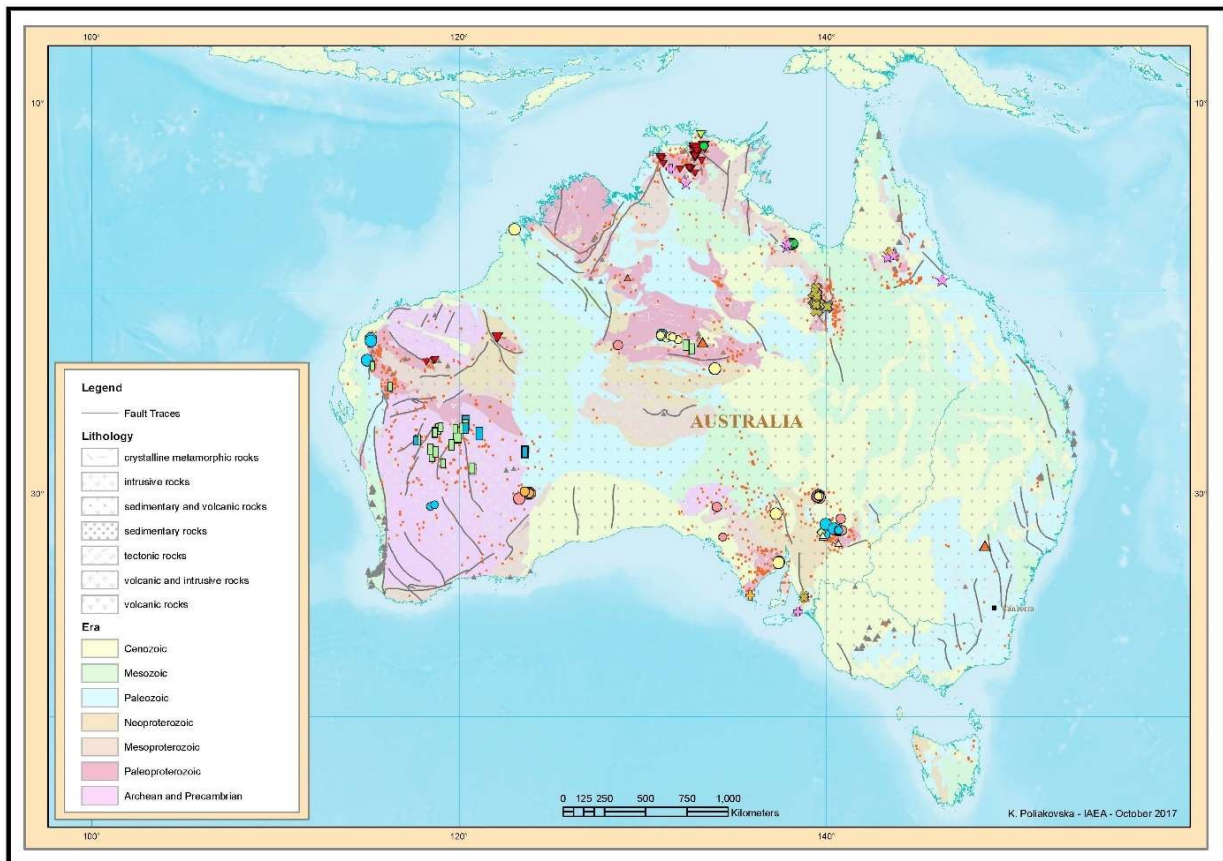 100°
120°
140°
10°
10°
AUSTRALIA
Legend
Fault Traces
Lithology
crystalline metamorphic rocks
intrusive rocks
sedimentary and volcanic rocks
sedimentary rocks
tectonic rocks
volcanic and intrusive rocks
volcanic rocks
Era
Cenozoic
Mesozoic
Paleozoic
Neoproterozoic
Mesoproterozoic
Paleoproterozoic
Archean and Precambrian
30°
30°
Canberra
0 125 250 500 750 1,000
Kilometers
K. Poliakovska - IAEA - October 2017
100°
120°
140°